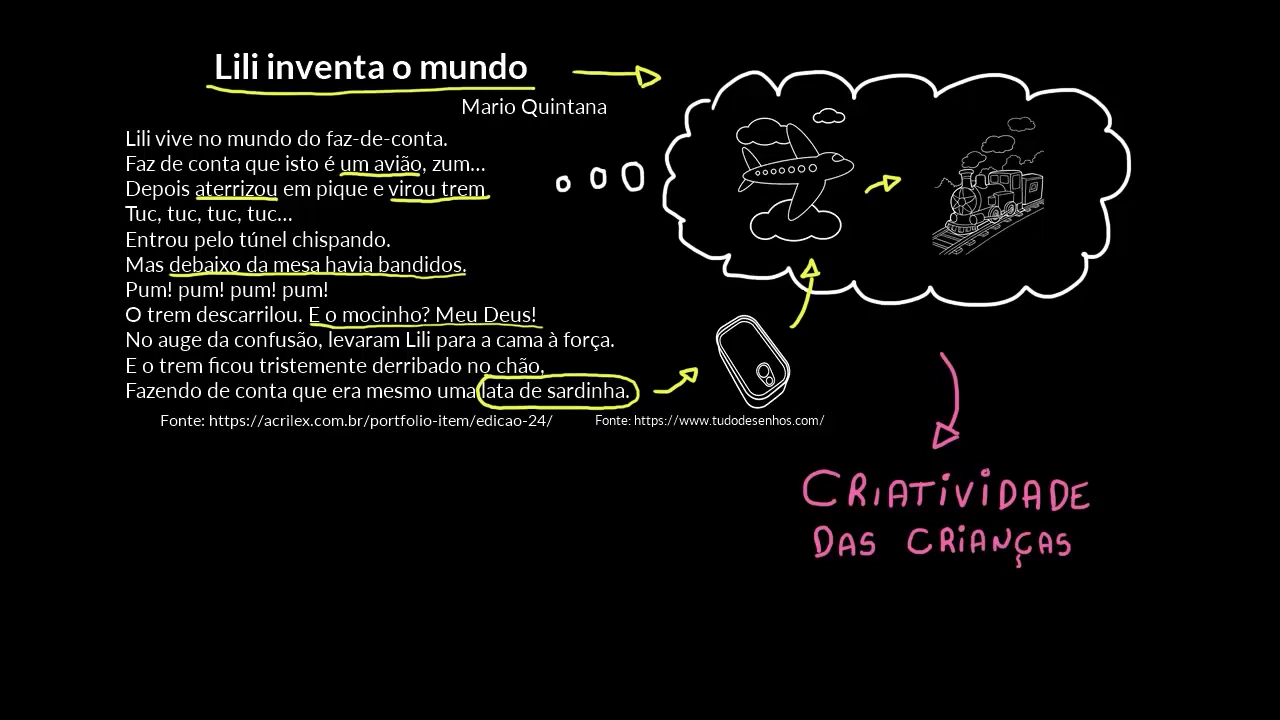 Lili inventa o mundo
Mario Quintana
Lili vive no mundo do faz-de-conta.
Faz de conta que isto é um avião, zum...
Depois aterrizou em pique e virou trem.
Tuc, tuc, tuc, tuc...
Entrou pelo túnel chispando.
Mas debaixo da mesa havia bandidos.
Pum! pum! pum! pum!
O trem descarrilou. E o mocinho? Meu Deus!
No auge da confusão, levaram Lili para a cama à força.
E o trem ficou tristemente derribado no chão,
Fazendo de conta que era mesmo uma lata de sardinha.
Fonte: https://acrilex.com.br/portfolio-item/edicao-24/
Fonte: https://www.tudodesenhos.com/
CRIATIVIDADE
DAS CRIANÇAS